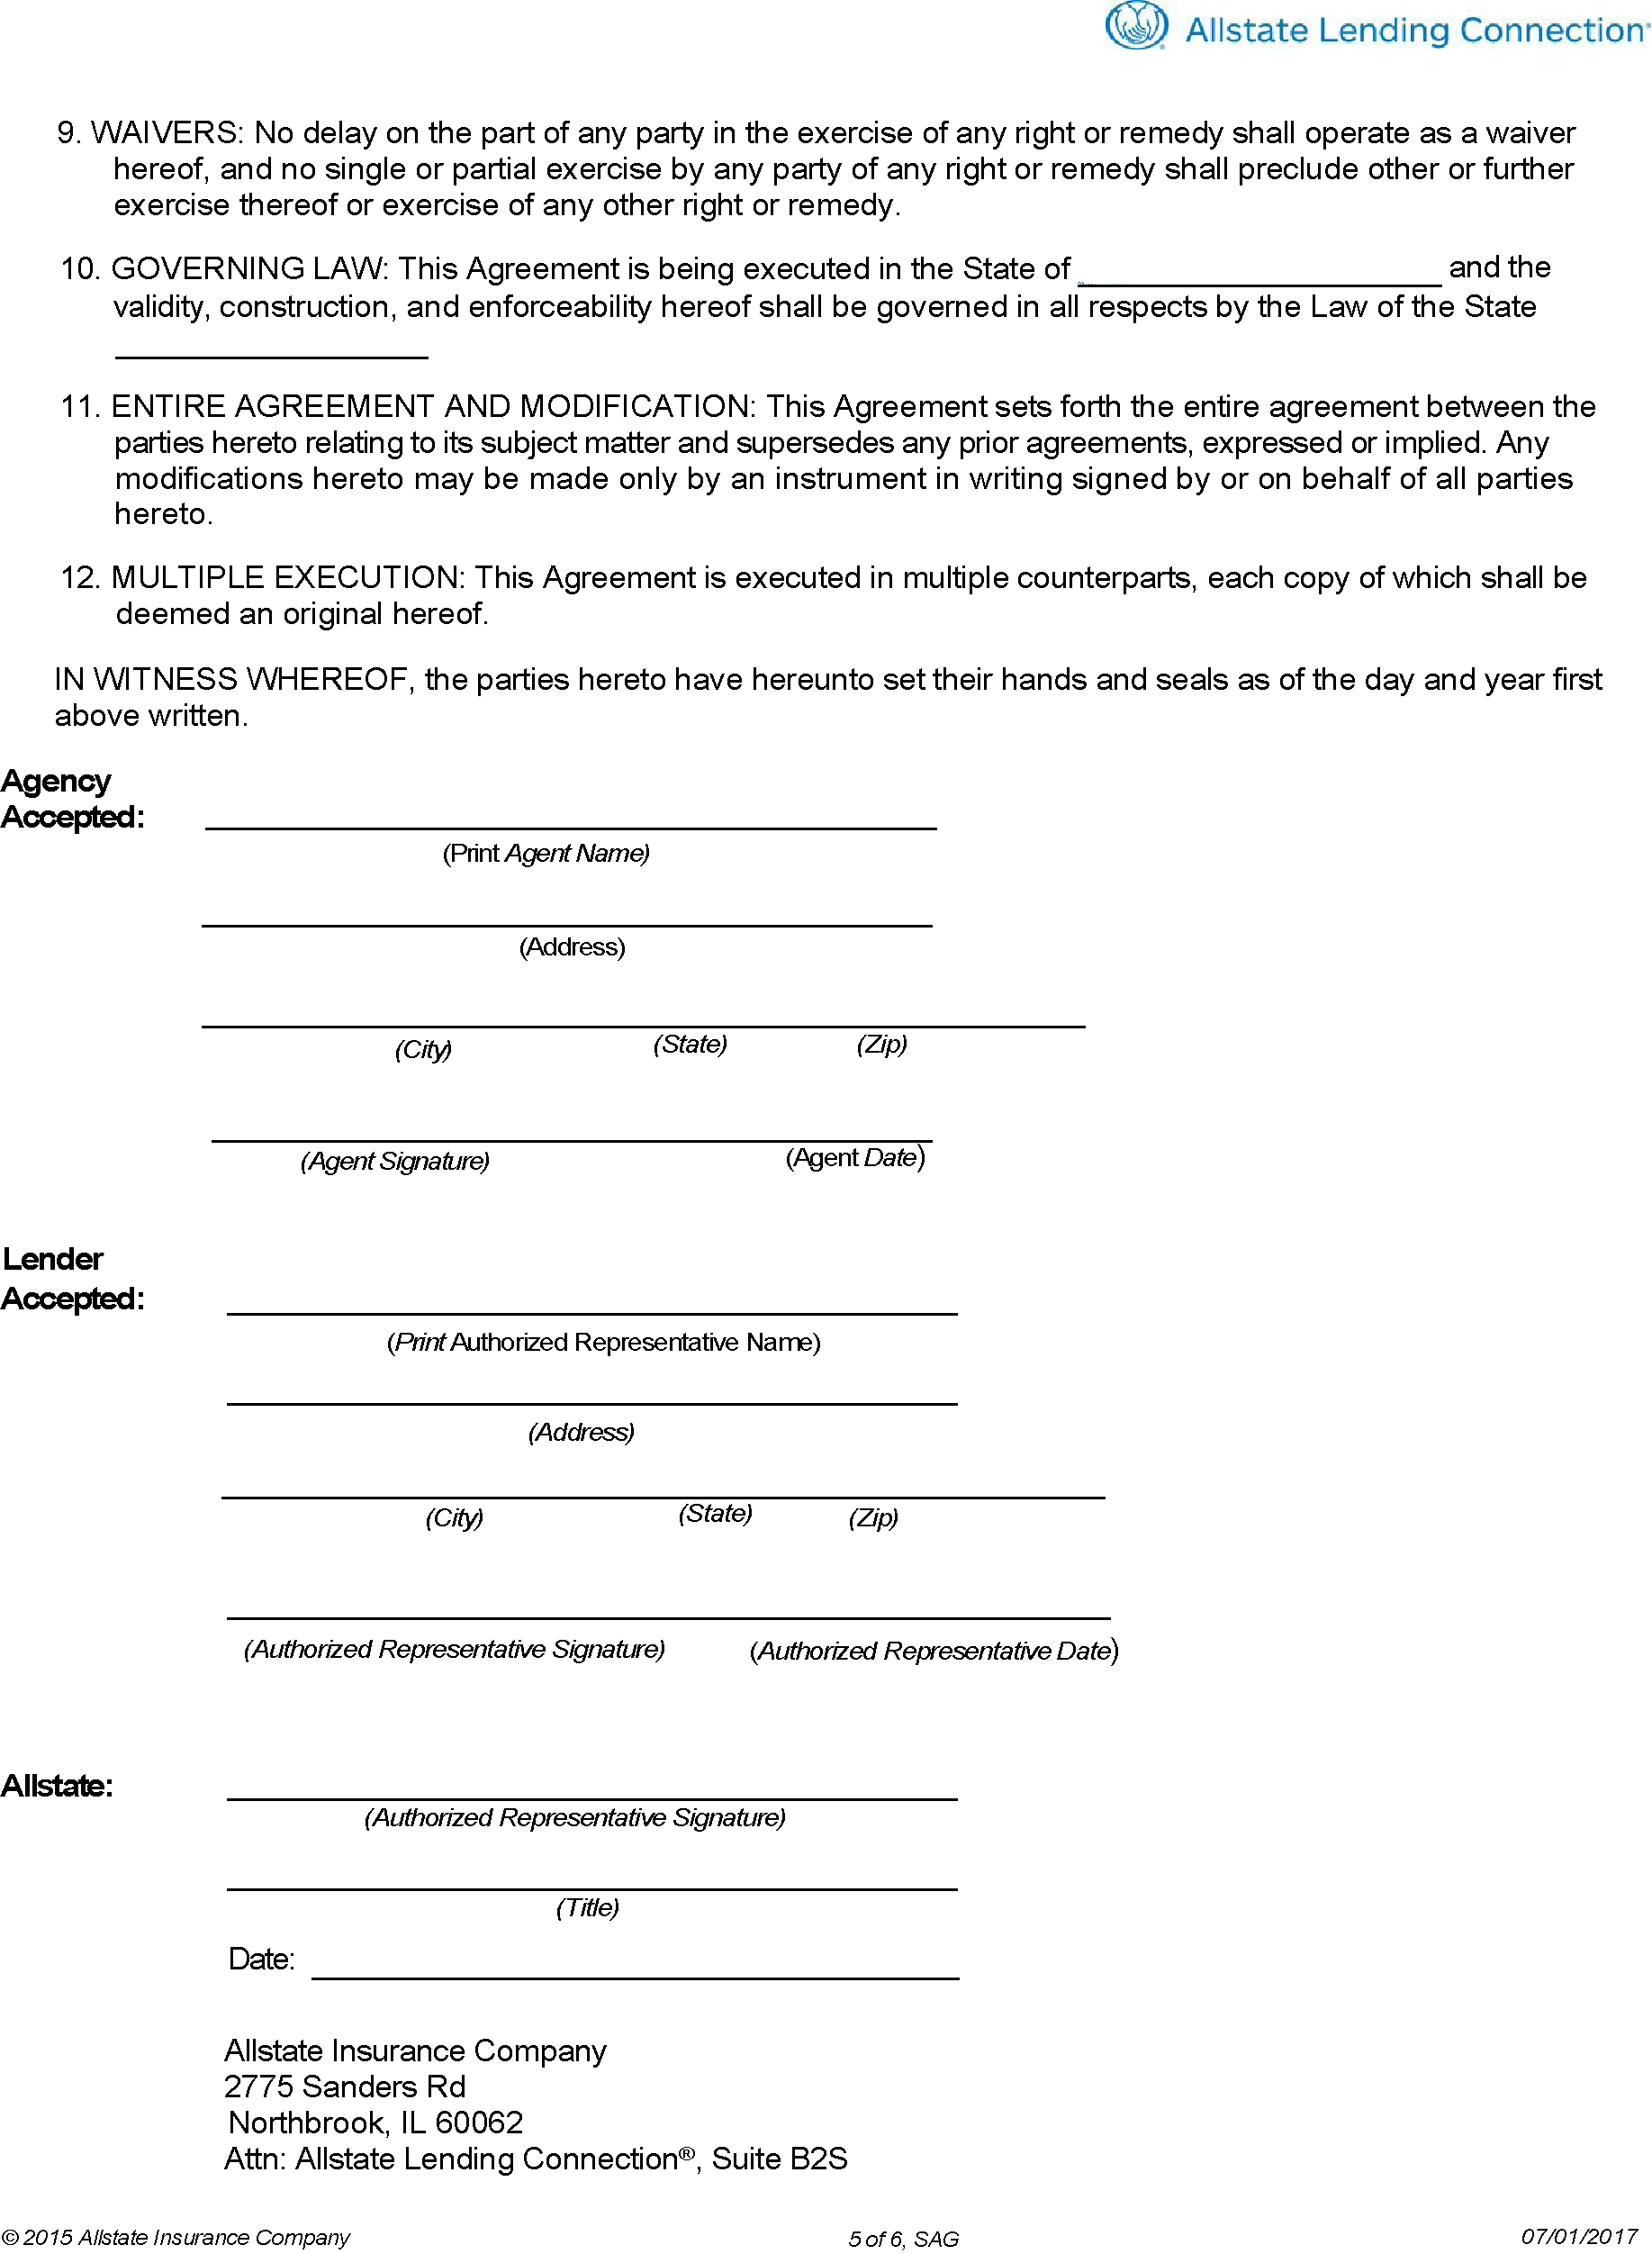 Allstate Lending Connection®
9. WAIVERS: No delay on the part of any party in the exercise of any right or remedy shall operate as a waiver
hereof, and no single or partial exercise by any party of any right or remedy shall preclude other or further
exercise thereof or exercise of any other right or remedy.
10. GOVERNING LAW: This Agreement is being executed in the State of ____________________ and the
validity, construction, and enforceability hereof shall be governed in all respects by the Law of the State
____________________
11. ENTIRE AGREEMENT AND MODIFICATION: This Agreement sets forth the entire agreement between the
parties hereto relating to its subject matter and supersedes any prior agreements, expressed or implied. Any
modifications hereto may be made only by an instrument in writing signed by or on behalf of all parties
hereto.
12. MULTIPLE EXECUTION: This Agreement is executed in multiple counterparts, each copy of which shall be
deemed an original hereof.
IN WITNESS WHEREOF, the parties hereto have hereunto set their hands and seals as of the day and year first
above written.
Agency
Accepted:
(Print Agent Name)
(Address)
(City) (State) (Zip)
(Agent Signature) (Agent Date)
Lender
Accepted:
(Print Authorized Representative Name)
(Address)
(City) (State) (Zip)
(Authorized Representative Signature) (Authorized Representative Date)
Allstate:
(Authorized Representative Signature)
(Title)
Date:
Allstate Insurance Company
2775 Sanders Rd
Northbrook, IL 60062
Attn: Allstate Lending Connection®, Suite B2S
© 2015 Allstate Insurance Company 5 of 6, SAG 07/01/2017